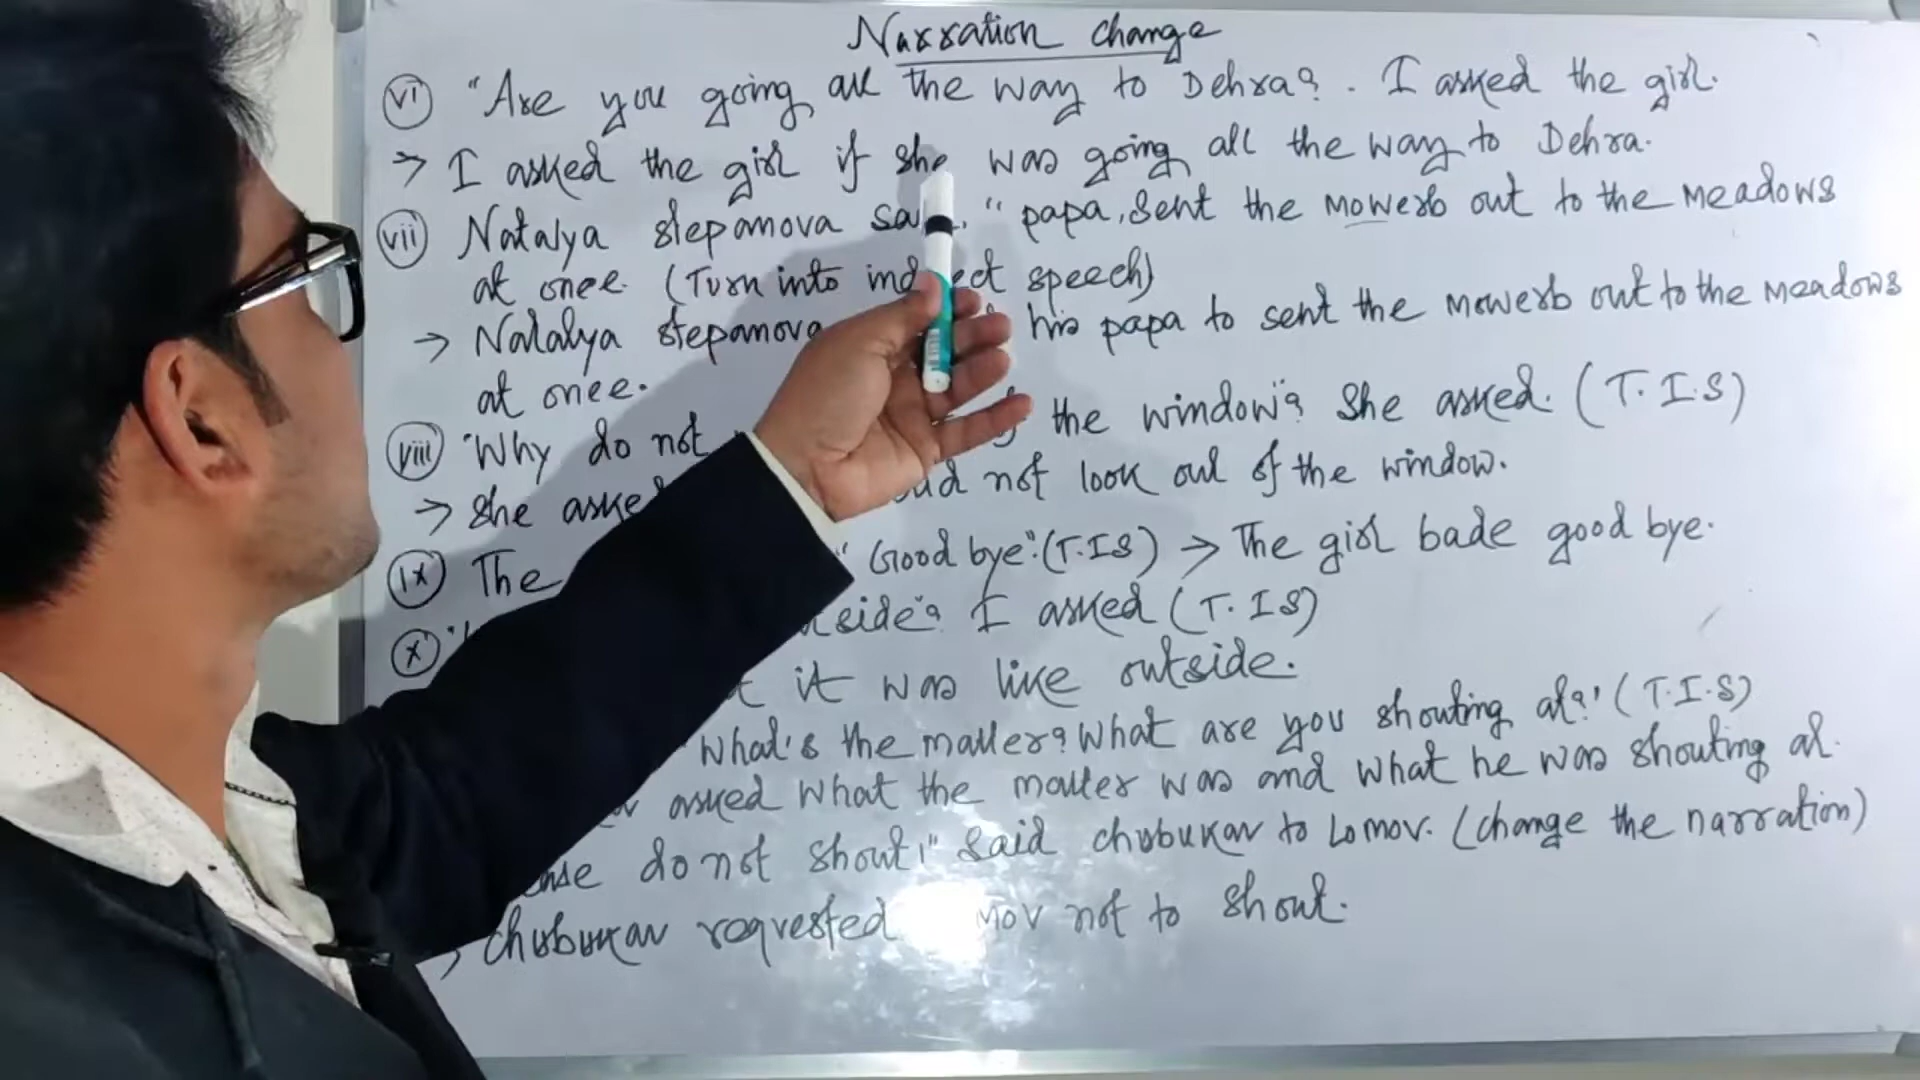 Narration change
(vi) "Are you going all the way to Dehra?. I asked the girl.
→ I asked the girl if she was going all the way to Dehra.
(vii) Natalya stepanova "papa, sent the mowers out to the meadows
at once. (Turn into indirect speech)
→ Natalya stepanova his papa to sent the mowers out to the meadows
at once.
(viii) "Why do not the window"? She asked. (T.I.S)
→ She asked not look out of the window.
(ix) The "Good bye". (T.I.S) → The girl bade good bye.
(x) I asked (T.I.S)
it was like outside.
What's the matter? What are you shouting at?' (T.I.S)
asked what the matter was and what he was shouting at.
do not shout," said chubukov to Lomov. (change the narration)
→ chubukov requested not to shout.